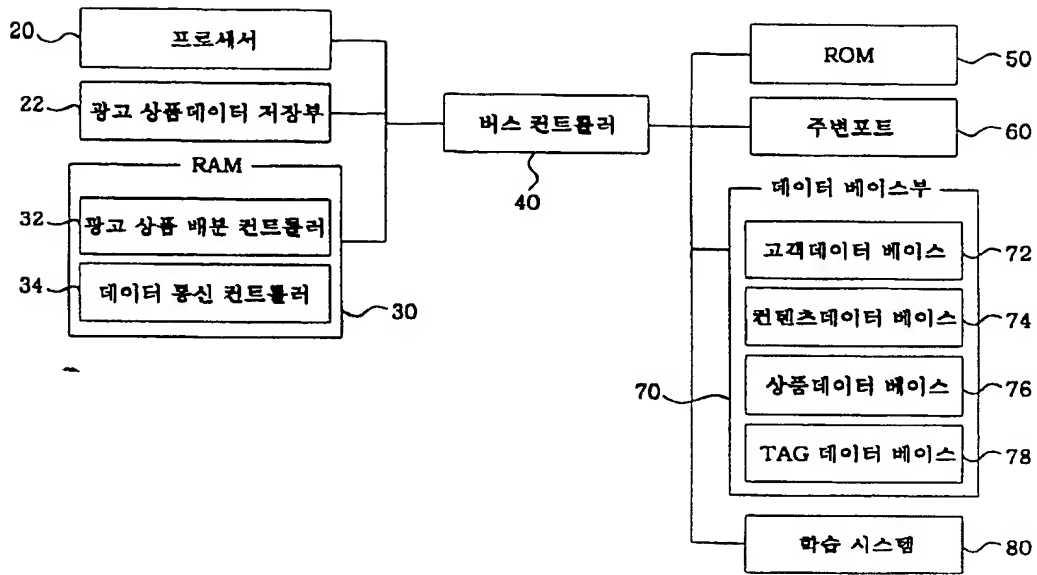 20
프로세서
22
광고 상품데이터 저장부
RAM
32
광고 상품 배분 컨트롤러
34
데이터 통신 컨트롤러
30
버스 컨트롤러
40
ROM
50
주변포트
60
데이터 베이스부
고객데이터 베이스
72
컨텐츠데이터 베이스
74
상품데이터 베이스
76
70
TAG 데이터 베이스
78
학습 시스템
80